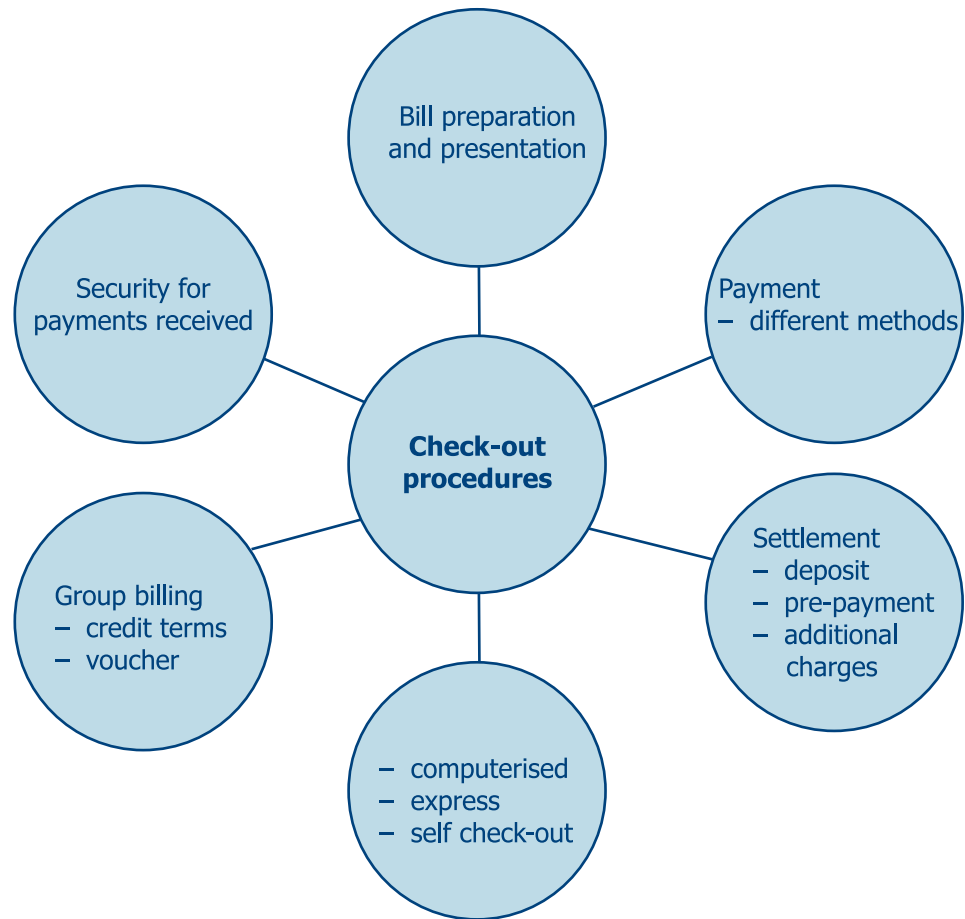 Bill preparation
and presentation
Security for
payments received
Payment
– different methods
Check-out
procedures
Group billing
– credit terms
– voucher
Settlement
– deposit
– pre-payment
– additional
charges
– computerised
– express
– self check-out